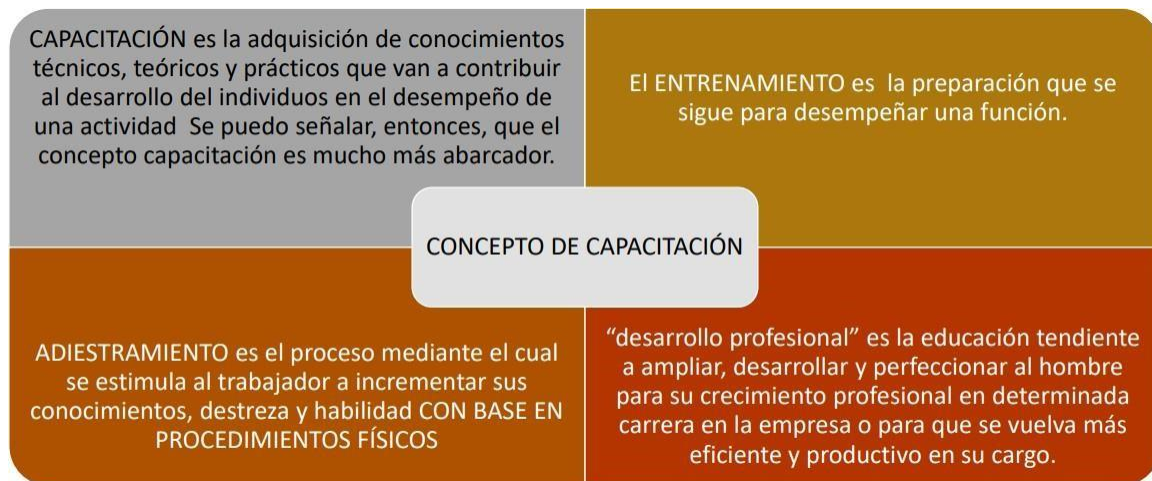 CAPACITACIÓN es la adquisición de conocimientos
técnicos, teóricos y prácticos que van a contribuir
al desarrollo del individuos en el desempeño de
una actividad Se puedo señalar, entonces, que el
concepto capacitación es mucho más abarcador.
El ENTRENAMIENTO es la preparación que se
sigue para desempeñar una función.
CONCEPTO DE CAPACITACIÓN
ADIESTRAMIENTO es el proceso mediante el cual
se estimula al trabajador a incrementar sus
conocimientos, destreza y habilidad CON BASE EN
PROCEDIMIENTOS FÍSICOS
“desarrollo profesional” es la educación tendiente
a ampliar, desarrollar y perfeccionar al hombre
para su crecimiento profesional en determinada
carrera en la empresa o para que se vuelva más
eficiente y productivo en su cargo.